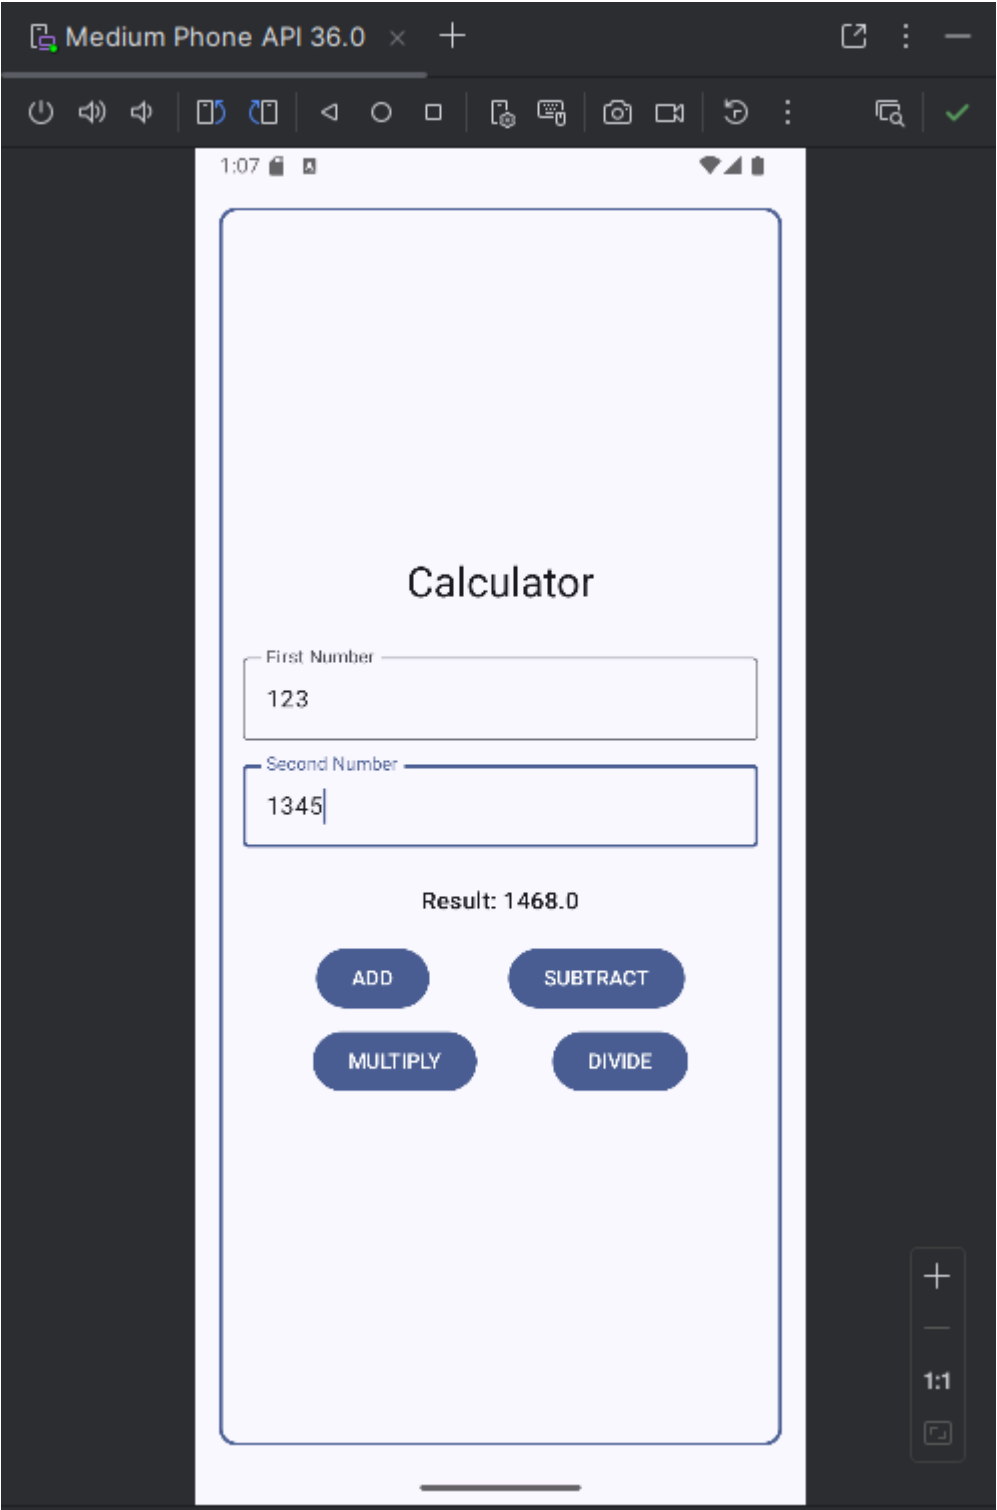 Medium Phone API 36.0
1:07
Calculator
First Number
123
Second Number
1345
Result: 1468.0
ADD SUBTRACT
MULTIPLY DIVIDE
1:1